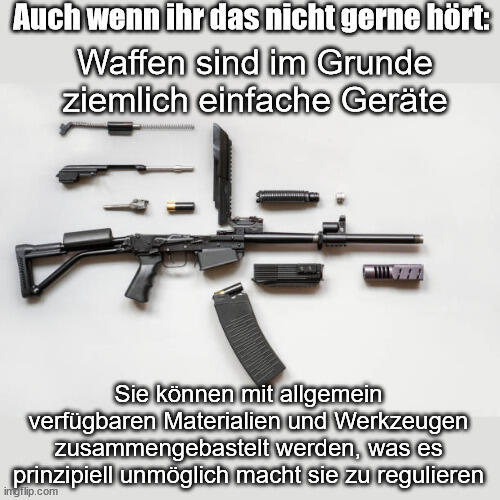 Auch wenn ihr das nicht gerne hört:
Waffen sind im Grunde
ziemlich einfache Geräte
Sie können mit allgemein
verfügbaren Materialien und Werkzeugen
zusammengebastelt werden, was es
prinzipiell unmöglich macht sie zu regulieren
imgflip.com